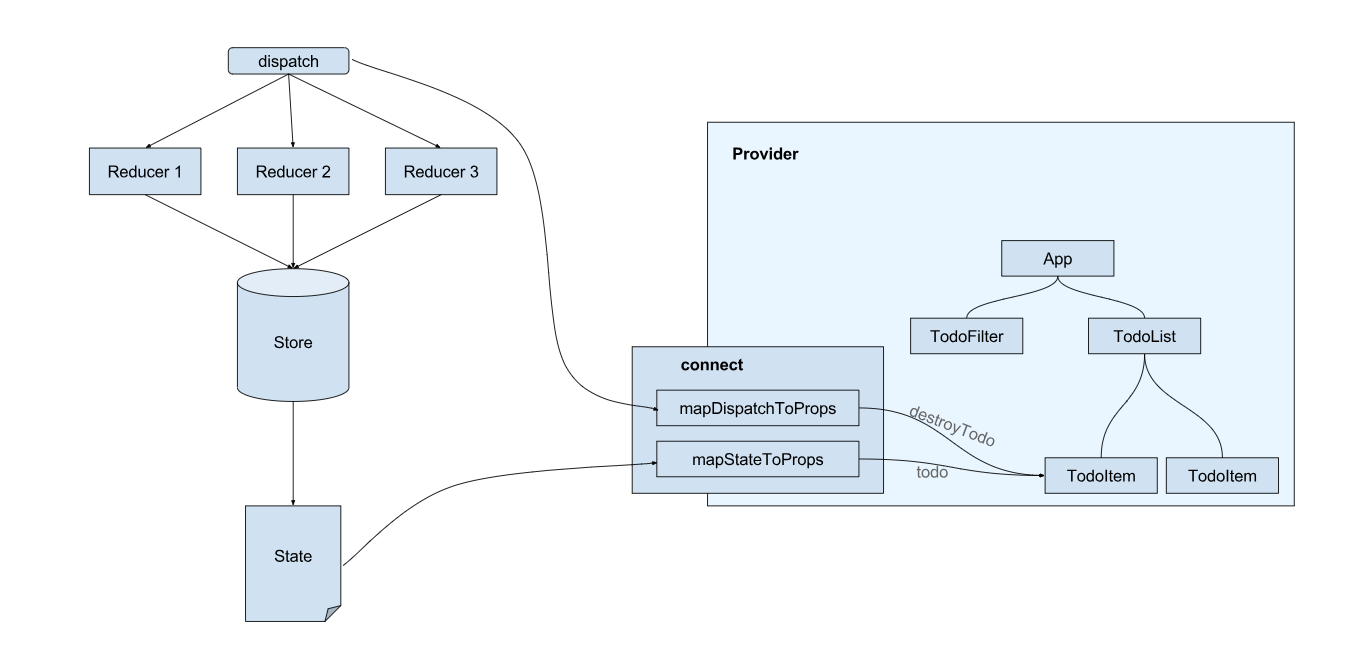 dispatch
Reducer 1
Reducer 2
Reducer 3
Store
State
Provider
App
TodoFilter
TodoList
connect
mapDispatchToProps
mapStateToProps
destroyTodo
todo
TodoItem
TodoItem